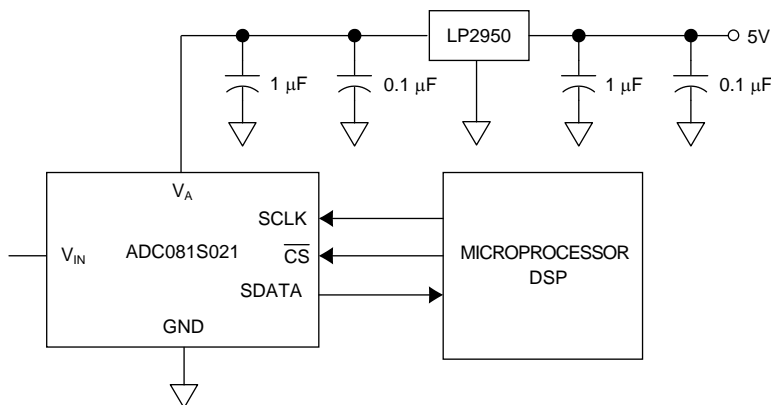 LP2950
5V
1 μF
0.1 μF
1 μF
0.1 μF
V_A
SCLK
V_IN
ADC081S021
C̅S̅
MICROPROCESSOR
DSP
SDATA
GND